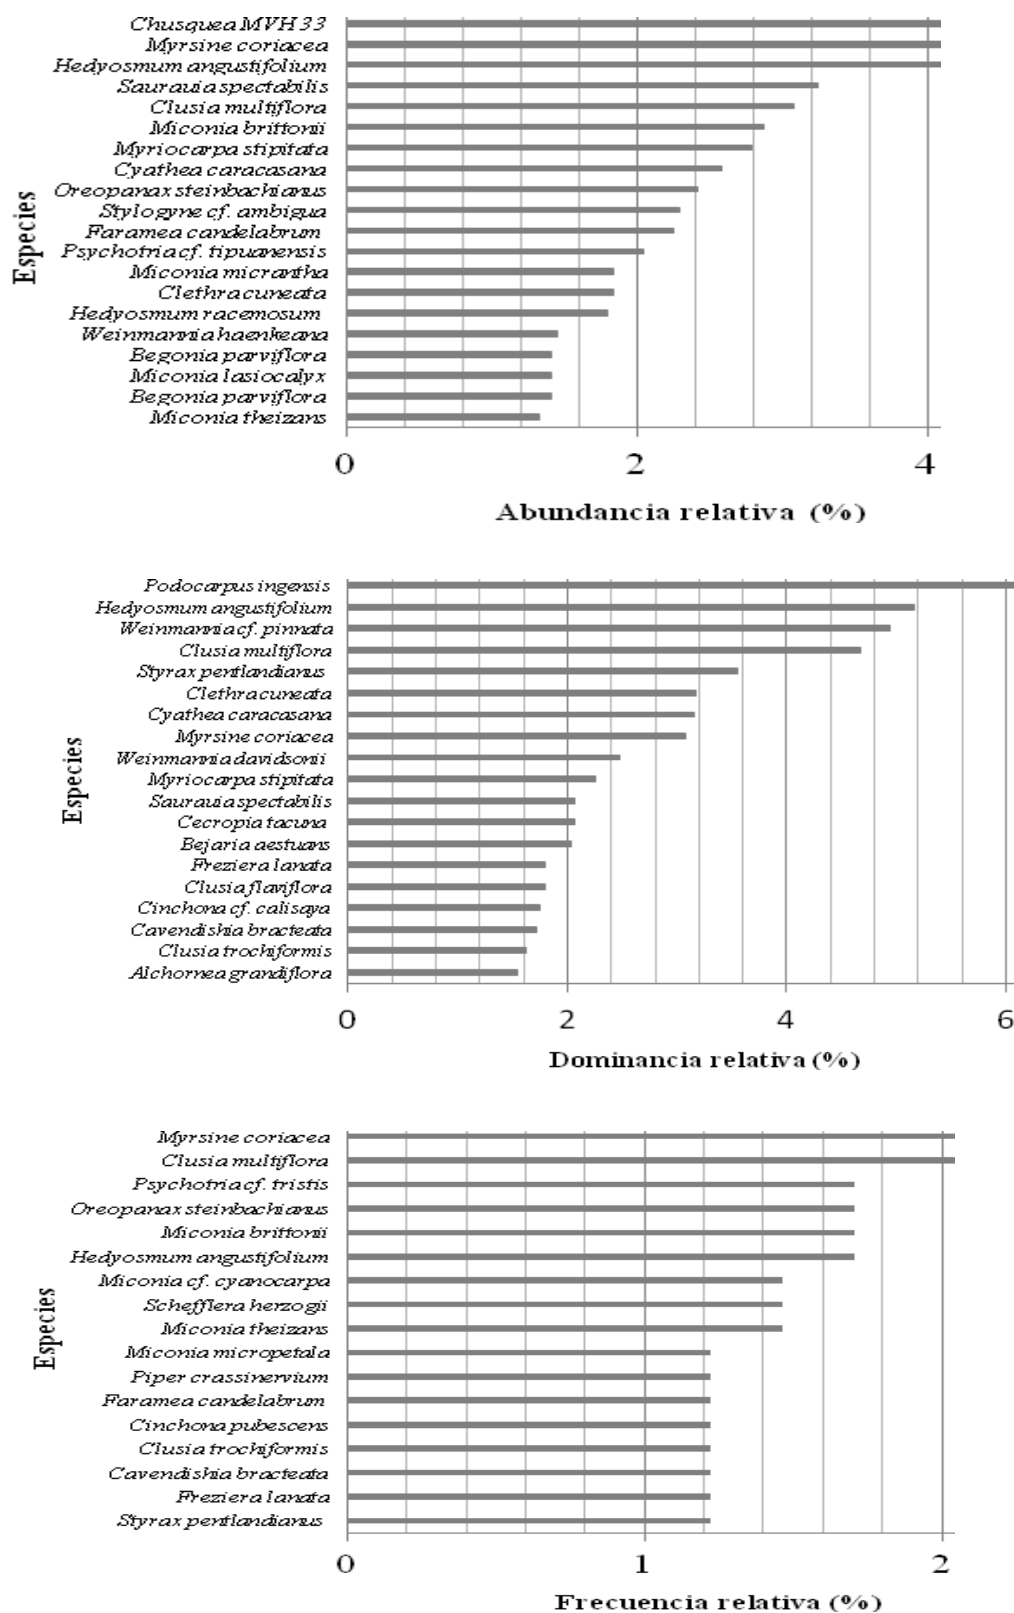 Chusquea MVH 33
Myrsine coriacea
Hedyosmum angustifolium
Saurauia spectabilis
Clusia multiflora
Miconia brittonii
Myriocarpa stipitata
Cyathea caracasana
Oreopanax steinbachianus
Stylogyne cf. ambigua
Faramea candelabrum
Psychotria cf. tipuanensis
Miconia micrantha
Clethra cuneata
Hedyosmum racemosum
Weinmannia haenkeana
Begonia parviflora
Miconia lasiocalyx
Begonia parviflora
Miconia theizans
Especies
0 2 4
Abundancia relativa (%)
Podocarpus ingensis
Hedyosmum angustifolium
Weinmannia cf. pinnata
Clusia multiflora
Styrax pentlandianus
Clethra cuneata
Cyathea caracasana
Myrsine coriacea
Weinmannia davidsonii
Myriocarpa stipitata
Saurauia spectabilis
Cecropia tacuna
Bejaria aestuans
Freziera lanata
Clusia flaviflora
Cinchona cf. calisaya
Cavendishia bracteata
Clusia trochiformis
Alchornea grandiflora
Especies
0 2 4 6
Dominancia relativa (%)
Myrsine coriacea
Clusia multiflora
Psychotria cf. tristis
Oreopanax steinbachianus
Miconia brittonii
Hedyosmum angustifolium
Miconia cf. cyanocarpa
Schefflera herzogii
Miconia theizans
Miconia micropetala
Piper crassinervium
Faramea candelabrum
Cinchona pubescens
Clusia trochiformis
Cavendishia bracteata
Freziera lanata
Styrax pentlandianus
Especies
0 1 2
Frecuencia relativa (%)